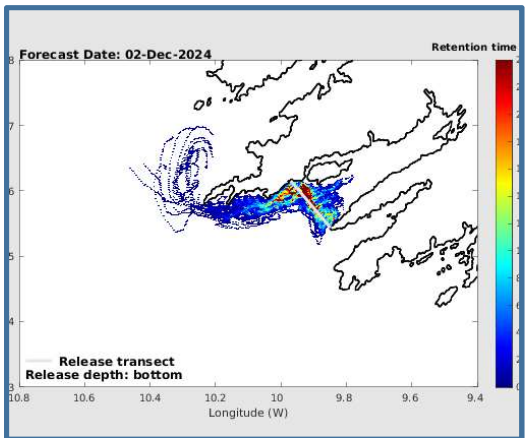 Retention time
Forecast Date: 02-Dec-2024
8
7
6
5
4
3
Release transect
Release depth: bottom
10.8 10.6 10.4 10.2 10 9.8 9.6 9.4
Longitude (W)